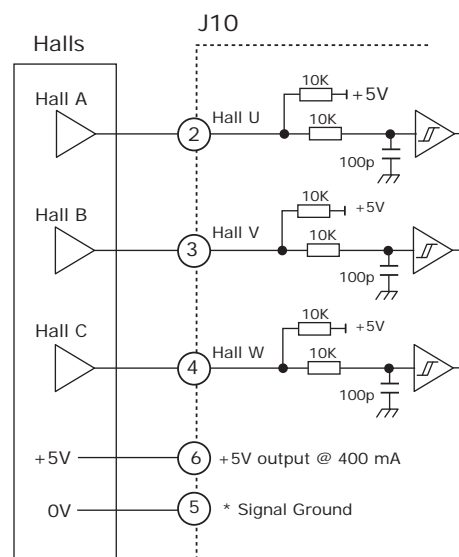 J10
Halls
10K
+5V
Hall A
2
Hall U
10K
100p
10K
+5V
Hall B
3
Hall V
10K
100p
10K
+5V
Hall C
4
Hall W
10K
100p
+5V
6
+5V output @ 400 mA
0V
5
* Signal Ground